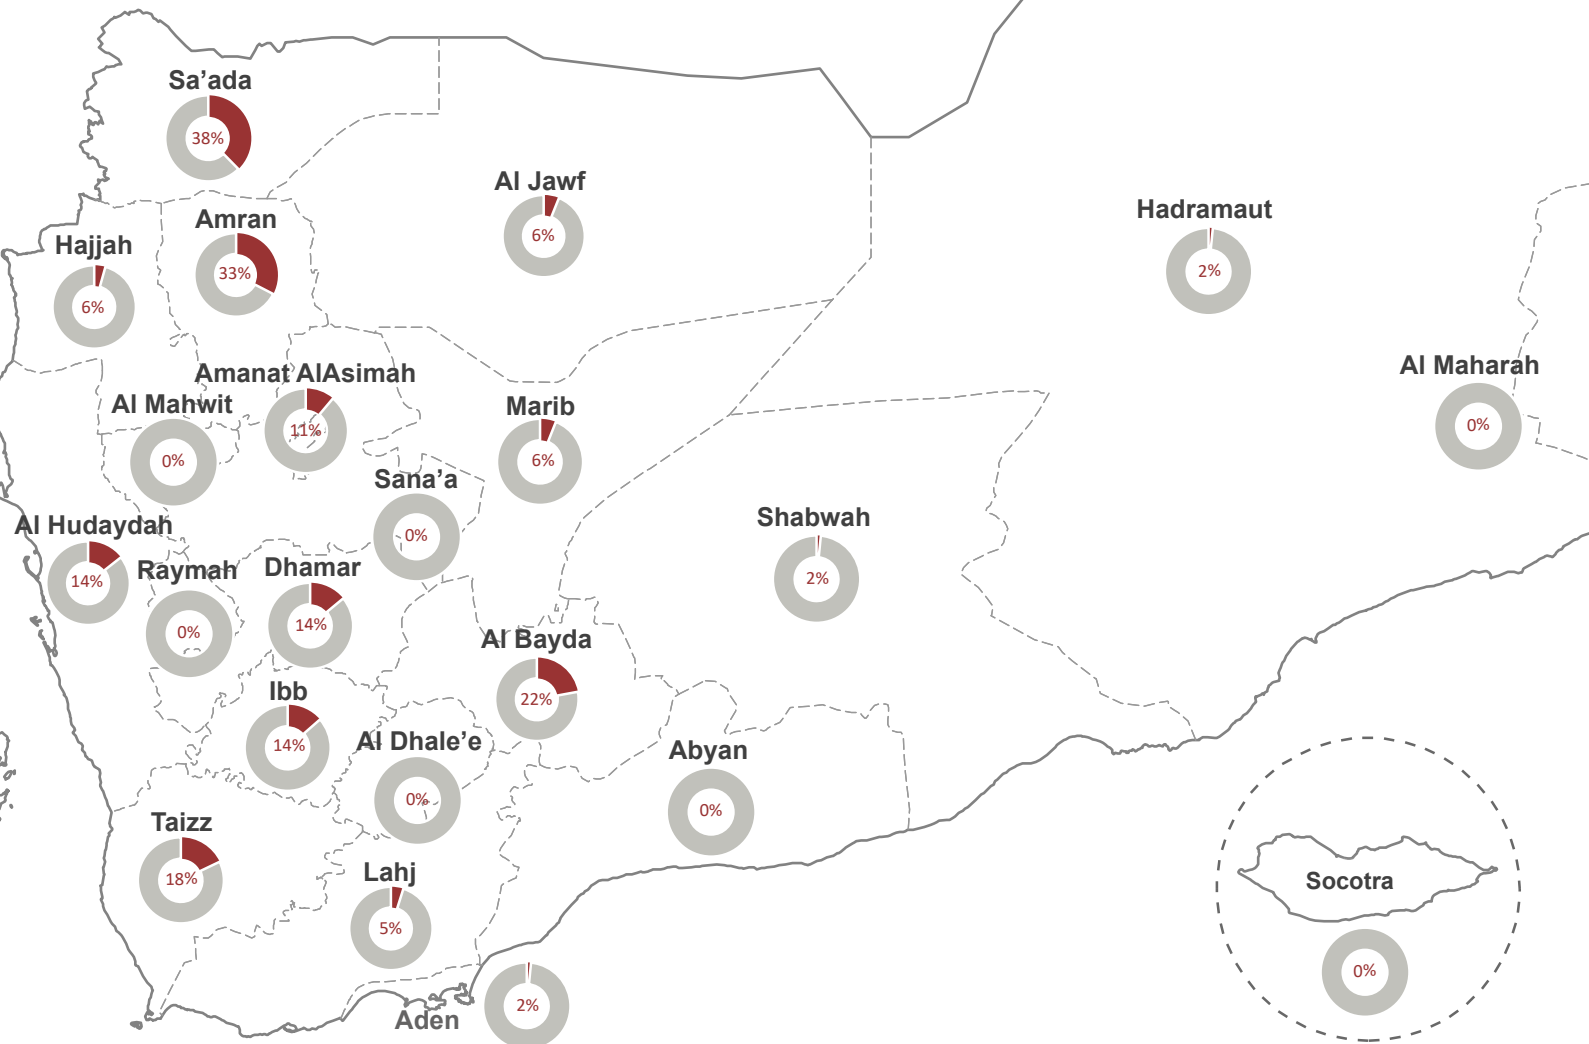 Sa’ada
38%
Al Jawf
6%
Hadramaut
2%
Amran
33%
Hajjah
6%
Al Maharah
0%
Amanat AlAsimah
11%
Al Mahwit
0%
Marib
6%
Sana’a
0%
Shabwah
2%
Al Hudaydah
14%
Raymah
0%
Dhamar
14%
Al Bayda
22%
Ibb
14%
Al Dhale’e
0%
Abyan
0%
Taizz
18%
Lahj
5%
Socotra
0%
Aden
2%